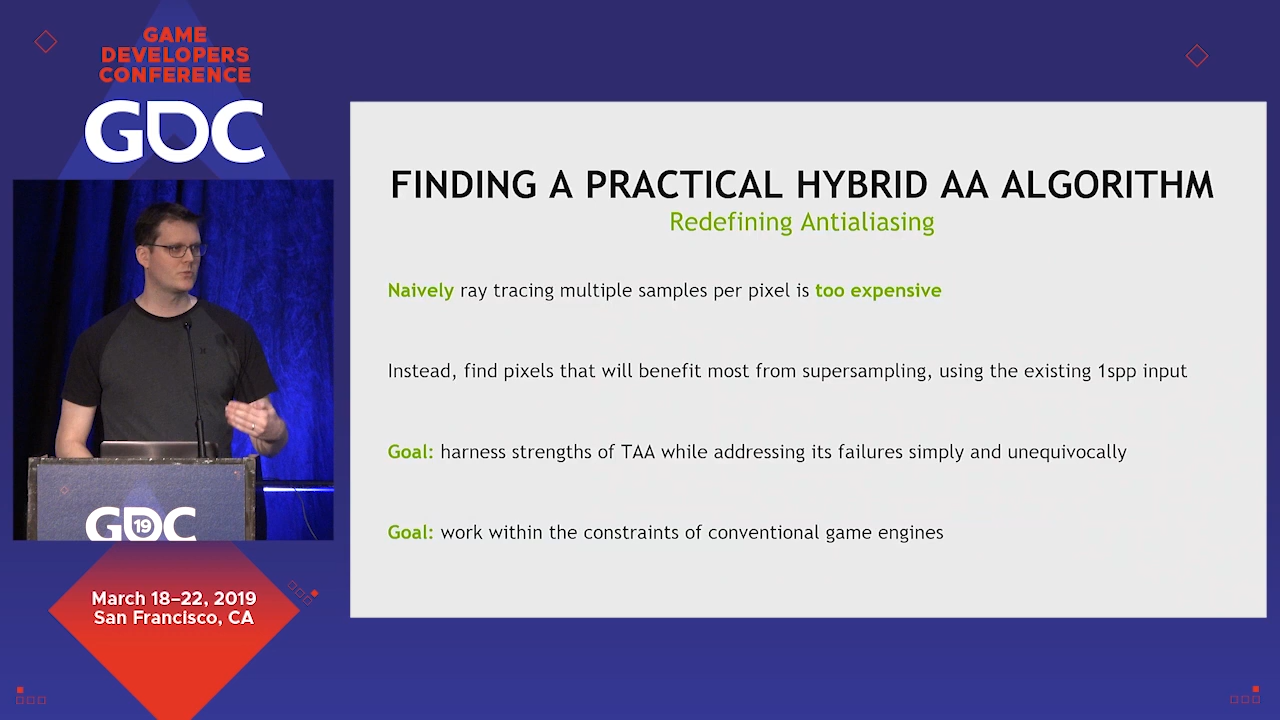 GAME
DEVELOPERS
CONFERENCE
GDC
FINDING A PRACTICAL HYBRID AA ALGORITHM
Redefining Antialiasing
Naively ray tracing multiple samples per pixel is too expensive
Instead, find pixels that will benefit most from supersampling, using the existing 1spp input
Goal: harness strengths of TAA while addressing its failures simply and unequivocally
Goal: work within the constraints of conventional game engines
GDC 19
March 18–22, 2019
San Francisco, CA